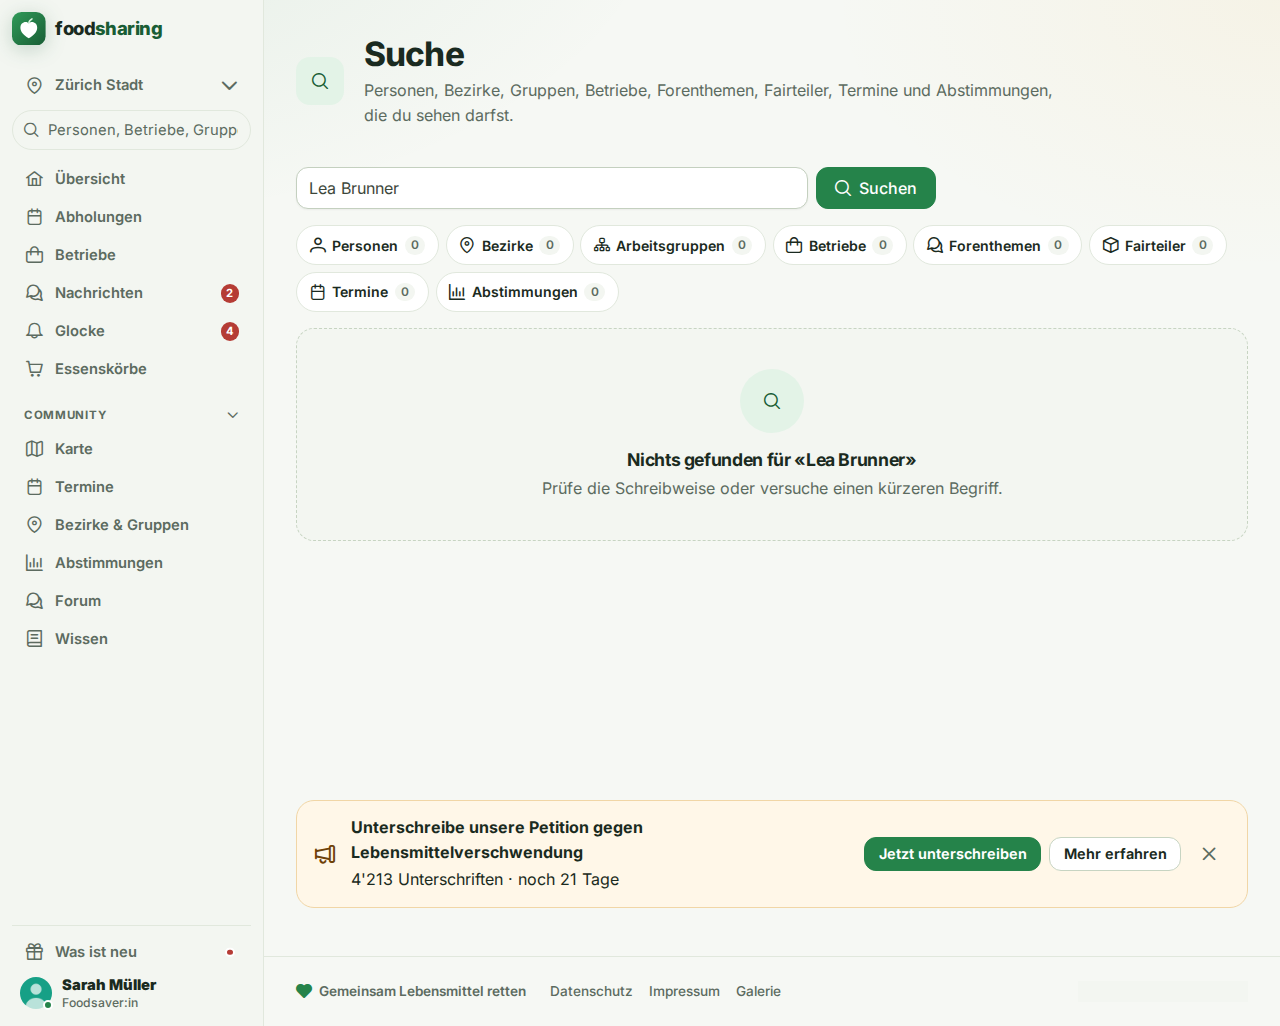 foodsharing
Zürich Stadt
Personen, Betriebe, Grupp
Übersicht
Abholungen
Betriebe
Nachrichten 2
Glocke 4
Essenskörbe
COMMUNITY
Karte
Termine
Bezirke & Gruppen
Abstimmungen
Forum
Wissen
Was ist neu
Sarah Müller
Foodsaver:in
Suche
Personen, Bezirke, Gruppen, Betriebe, Forenthemen, Fairteiler, Termine und Abstimmungen,
die du sehen darfst.
Lea Brunner Suchen
Personen 0 Bezirke 0 Arbeitsgruppen 0 Betriebe 0 Forenthemen 0 Fairteiler 0
Termine 0 Abstimmungen 0
Nichts gefunden für «Lea Brunner»
Prüfe die Schreibweise oder versuche einen kürzeren Begriff.
Unterschreibe unsere Petition gegen
Lebensmittelverschwendung
4'213 Unterschriften · noch 21 Tage
Jetzt unterschreiben Mehr erfahren
Gemeinsam Lebensmittel retten Datenschutz Impressum Galerie